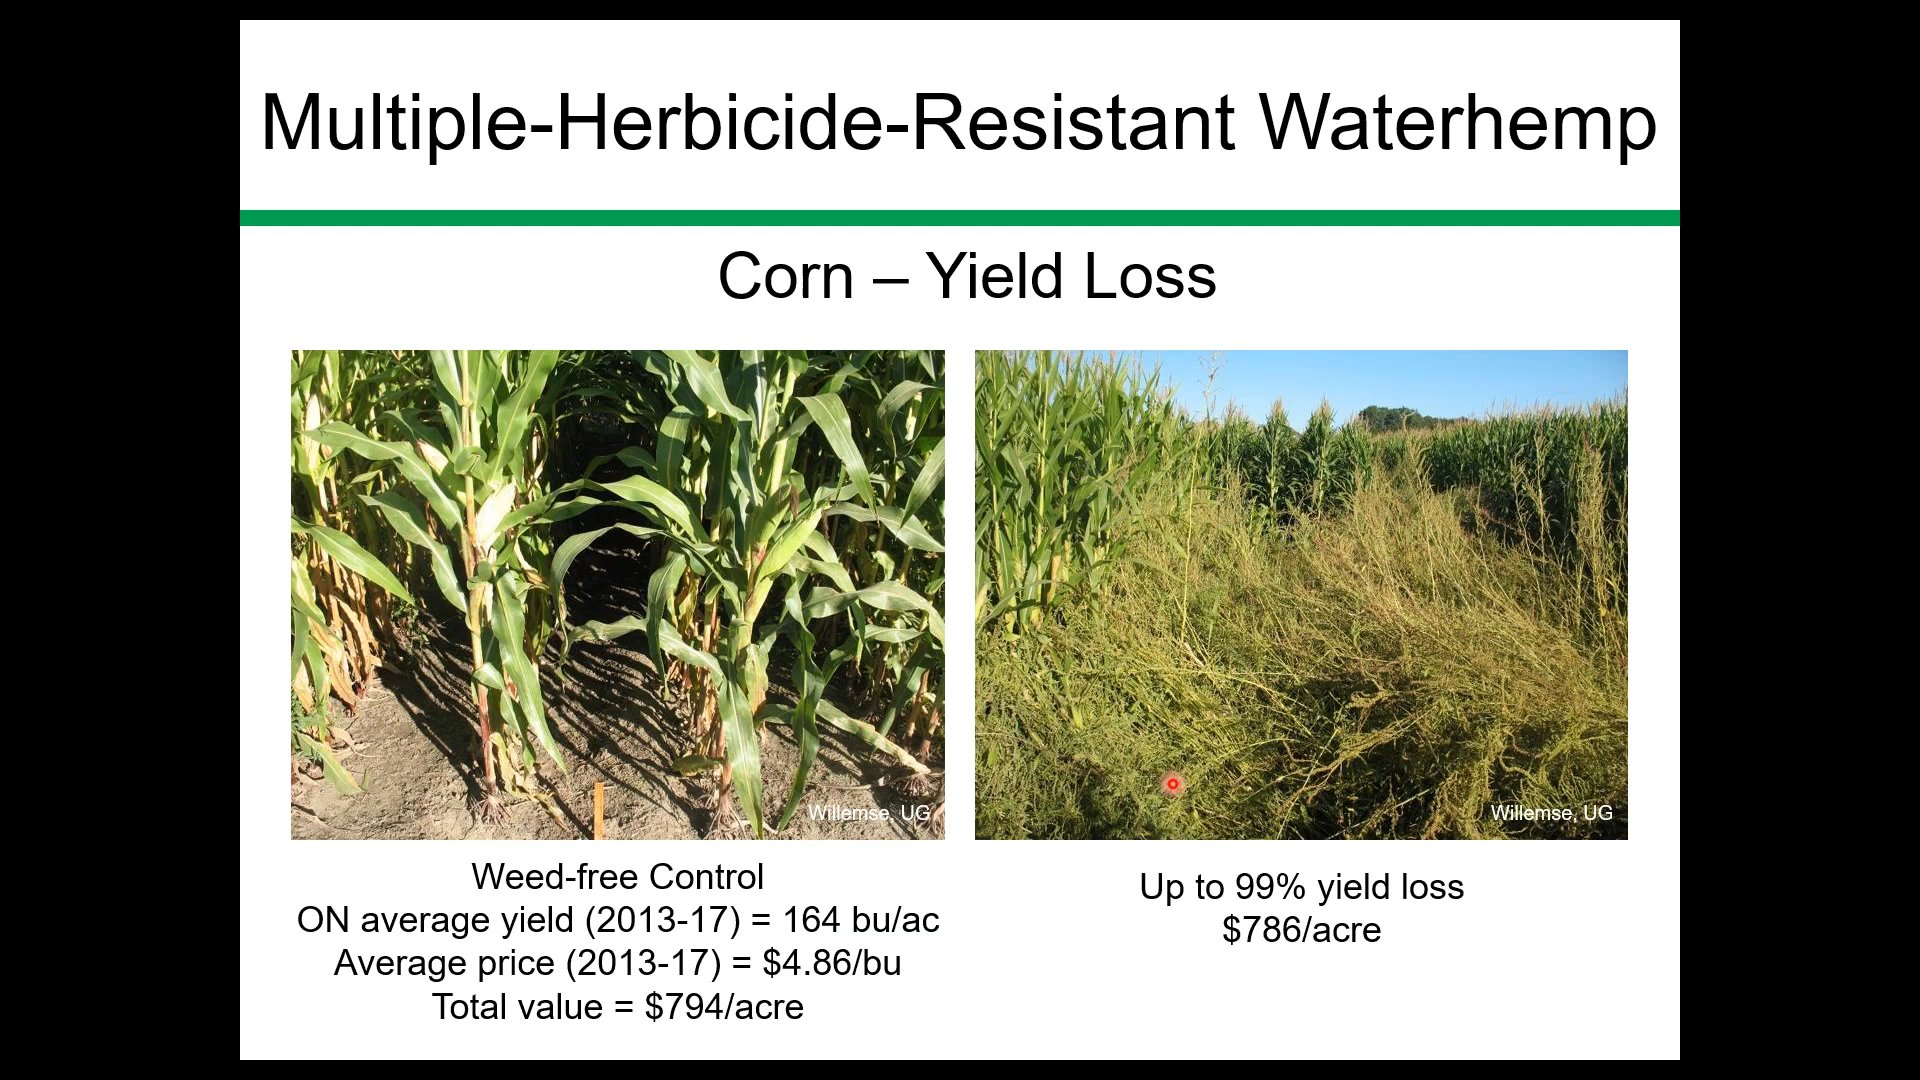 Multiple-Herbicide-Resistant Waterhemp
Corn – Yield Loss
Willemse, UG
Weed-free Control
ON average yield (2013-17) = 164 bu/ac
Average price (2013-17) = $4.86/bu
Total value = $794/acre
Willemse, UG
Up to 99% yield loss
$786/acre